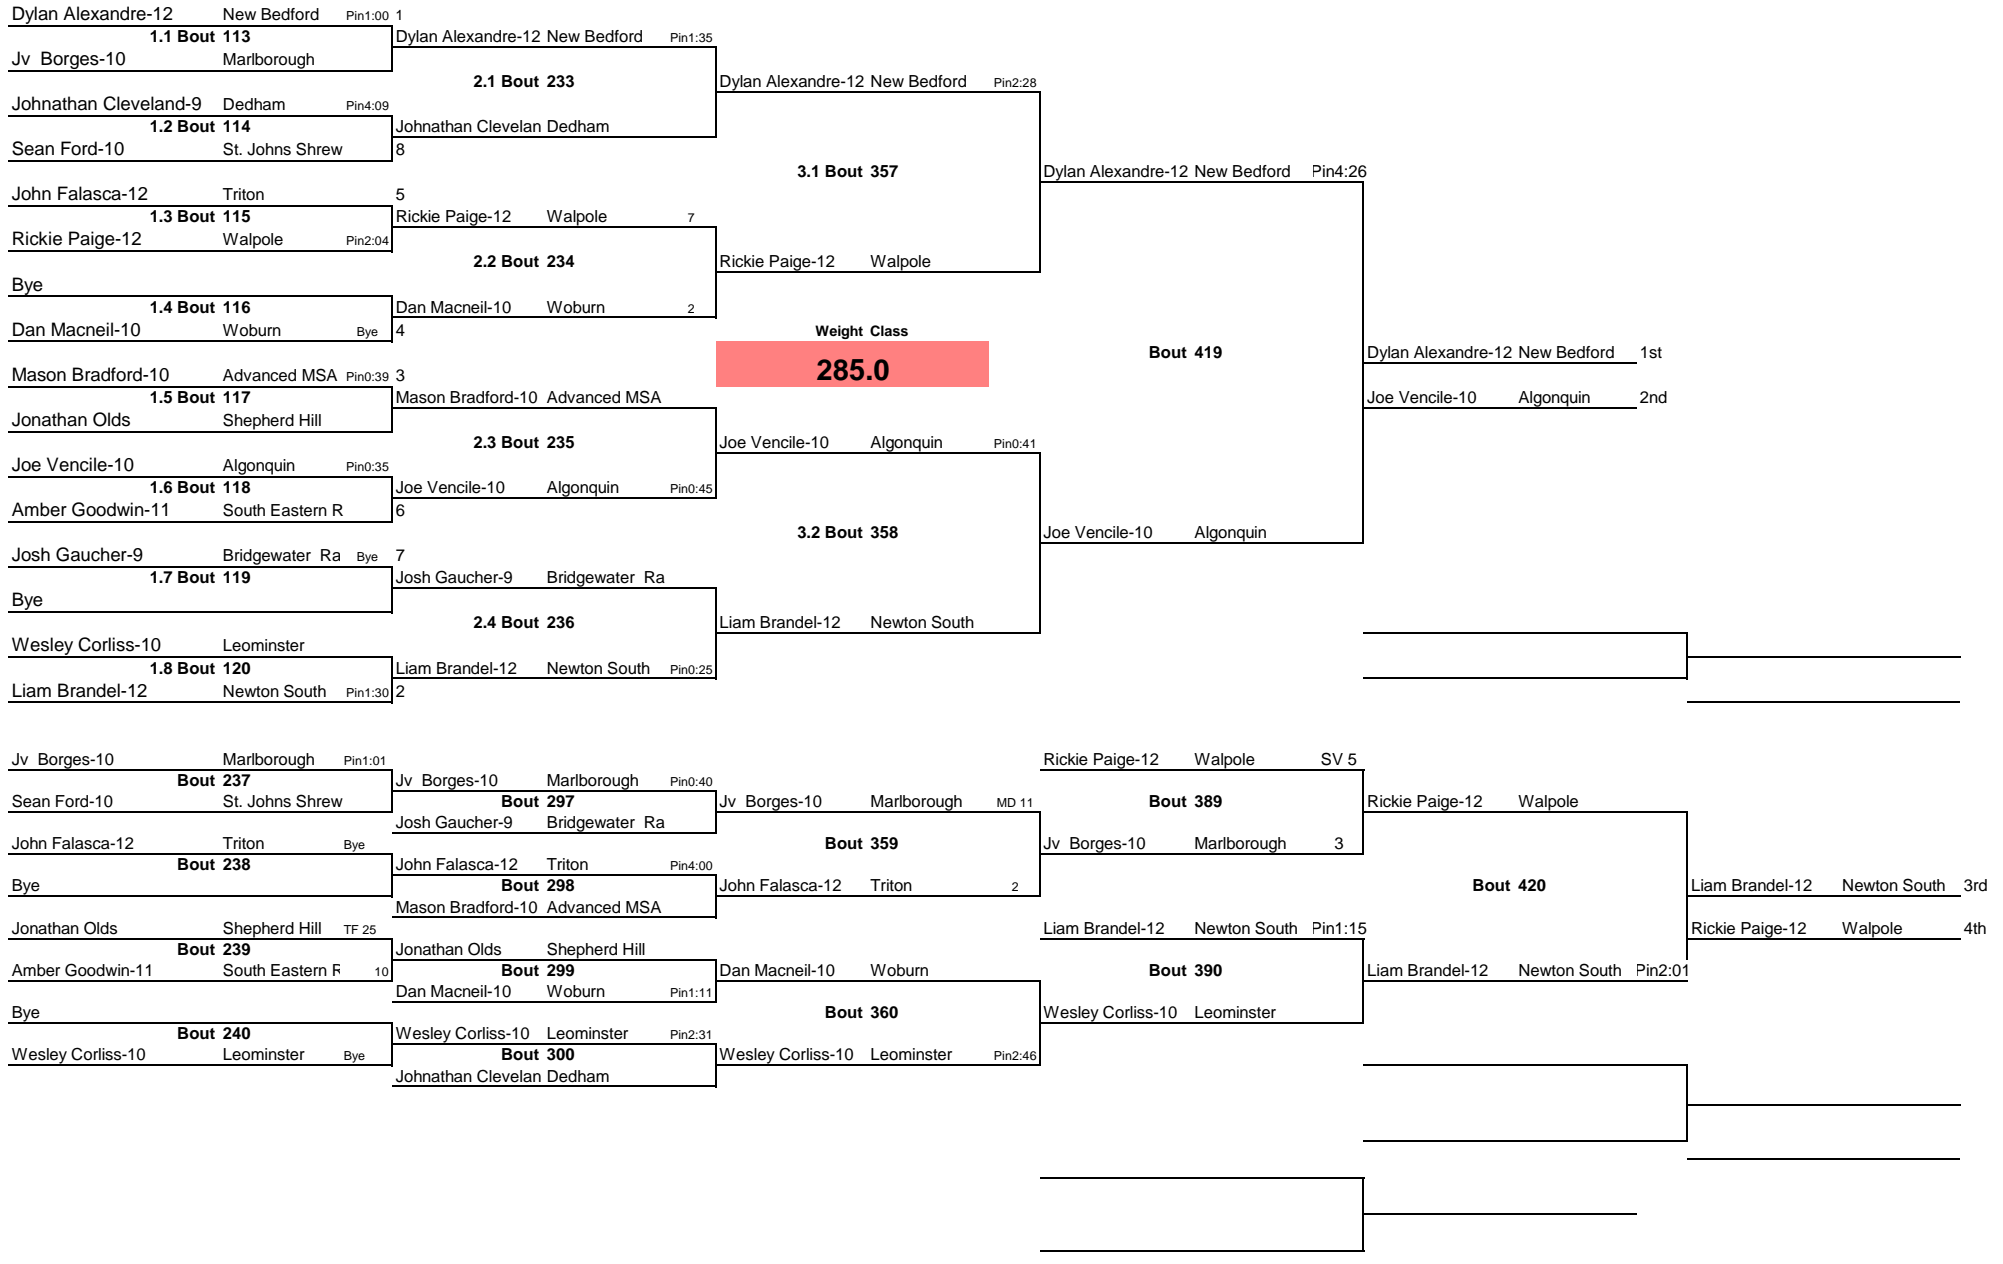 Dylan Alexandre-12 New Bedford Pin1:00 1
1.1 Bout 113
Dylan Alexandre-12 New Bedford Pin1:35
Jv Borges-10 Marlborough
2.1 Bout 233
Dylan Alexandre-12 New Bedford Pin2:28
Johnathan Cleveland-9 Dedham Pin4:09
1.2 Bout 114
Johnathan Clevelan Dedham
Sean Ford-10 St. Johns Shrew 8
3.1 Bout 357
Dylan Alexandre-12 New Bedford Pin4:26
John Falasca-12 Triton 5
1.3 Bout 115
Rickie Paige-12 Walpole 7
Rickie Paige-12 Walpole Pin2:04
2.2 Bout 234
Rickie Paige-12 Walpole
Bye
1.4 Bout 116
Dan Macneil-10 Woburn 2
Dan Macneil-10 Woburn Bye 4
Weight Class
285.0
Bout 419
Dylan Alexandre-12 New Bedford 1st
Mason Bradford-10 Advanced MSA Pin0:39 3
1.5 Bout 117
Mason Bradford-10 Advanced MSA
Joe Vencile-10 Algonquin 2nd
Jonathan Olds Shepherd Hill
2.3 Bout 235
Joe Vencile-10 Algonquin Pin0:41
Joe Vencile-10 Algonquin Pin0:35
1.6 Bout 118
Joe Vencile-10 Algonquin Pin0:45
Amber Goodwin-11 South Eastern R 6
3.2 Bout 358
Joe Vencile-10 Algonquin
Josh Gaucher-9 Bridgewater Ra Bye 7
1.7 Bout 119
Josh Gaucher-9 Bridgewater Ra
Bye
2.4 Bout 236
Liam Brandel-12 Newton South
Wesley Corliss-10 Leominster
1.8 Bout 120
Liam Brandel-12 Newton South Pin0:25
Liam Brandel-12 Newton South Pin1:30 2
Jv Borges-10 Marlborough Pin1:01
Rickie Paige-12 Walpole SV 5
Bout 237
Jv Borges-10 Marlborough Pin0:40
Sean Ford-10 St. Johns Shrew
Bout 297
Jv Borges-10 Marlborough MD 11
Bout 389
Rickie Paige-12 Walpole
Josh Gaucher-9 Bridgewater Ra
John Falasca-12 Triton Bye
Bout 359
Jv Borges-10 Marlborough 3
Bout 238
John Falasca-12 Triton Pin4:00
Bye
Bout 298
John Falasca-12 Triton 2
Bout 420
Liam Brandel-12 Newton South 3rd
Mason Bradford-10 Advanced MSA
Jonathan Olds Shepherd Hill TF 25
Liam Brandel-12 Newton South Pin1:15
Rickie Paige-12 Walpole 4th
Bout 239
Jonathan Olds Shepherd Hill
Amber Goodwin-11 South Eastern R 10
Bout 299
Dan Macneil-10 Woburn
Bout 390
Liam Brandel-12 Newton South Pin2:01
Dan Macneil-10 Woburn Pin1:11
Bye
Bout 360
Wesley Corliss-10 Leominster
Bout 240
Wesley Corliss-10 Leominster Pin2:31
Wesley Corliss-10 Leominster Bye
Bout 300
Wesley Corliss-10 Leominster Pin2:46
Johnathan Clevelan Dedham